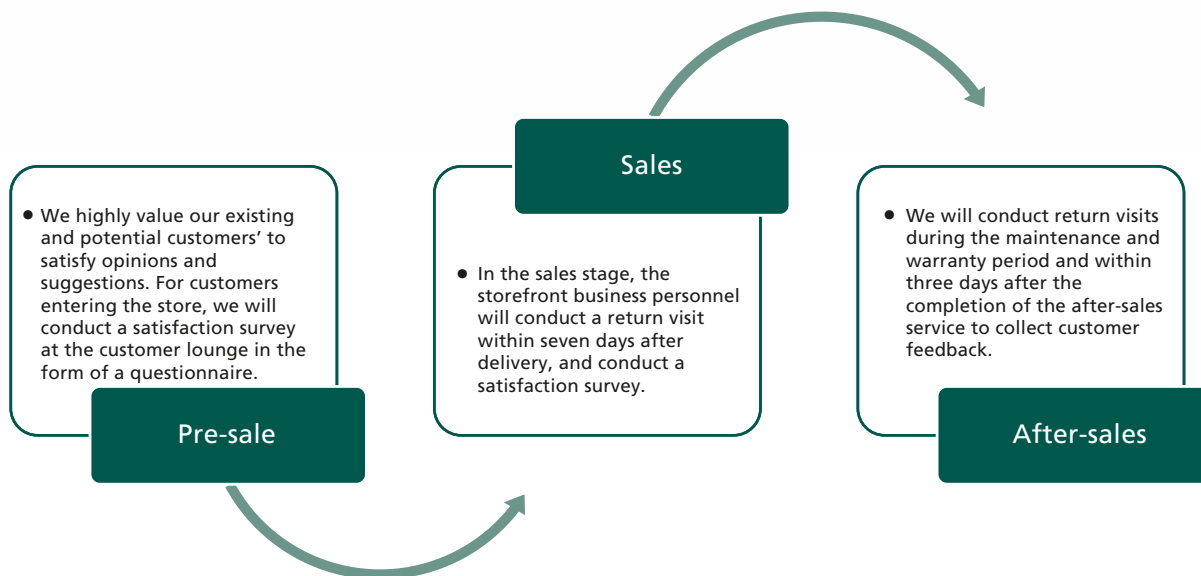 ● We highly value our existing
and potential customers’ to
satisfy opinions and
suggestions. For customers
entering the store, we will
conduct a satisfaction survey
at the customer lounge in the
form of a questionnaire.
Pre-sale
Sales
● In the sales stage, the
storefront business personnel
will conduct a return visit
within seven days after
delivery, and conduct a
satisfaction survey.
● We will conduct return visits
during the maintenance and
warranty period and within
three days after the
completion of the after-sales
service to collect customer
feedback.
After-sales